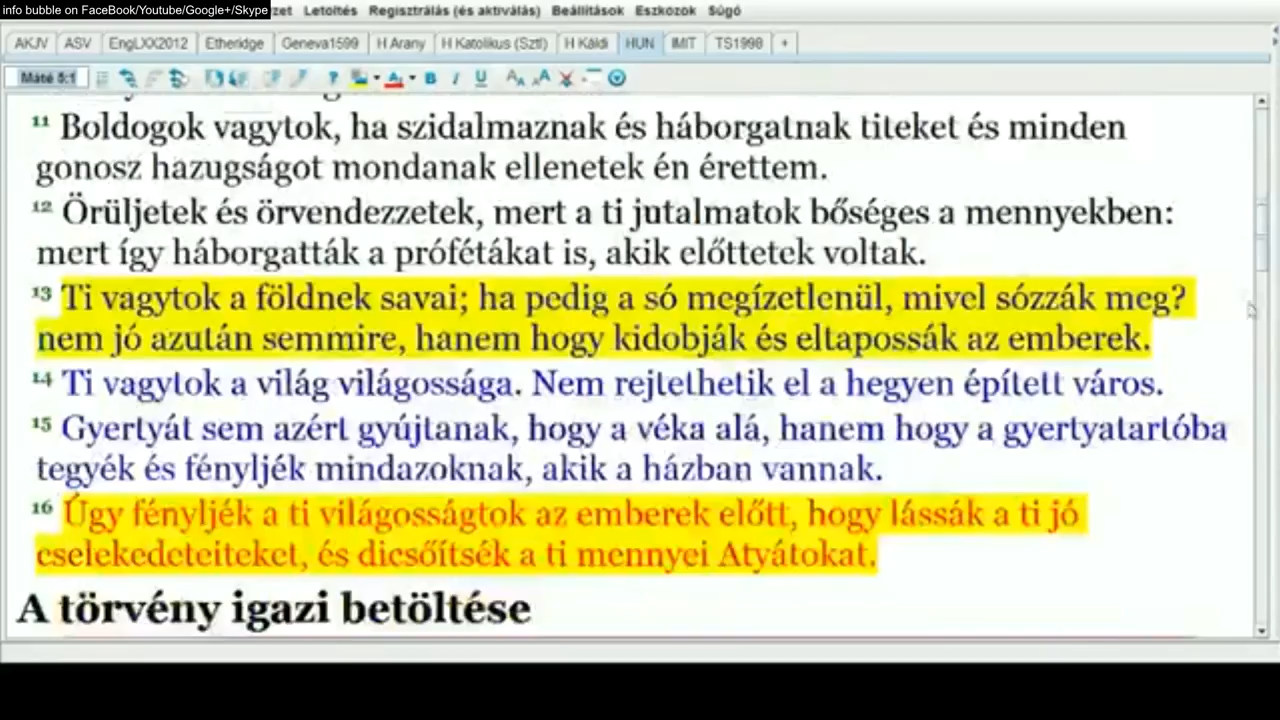 info bubble on FaceBook/Youtube/Google+/Skype
zet Letoltés Regisztrálás (és aktiválás) Beállítások Eszközök Súgó
AKJV ASV EngLXX2012 Etheridge Geneva1599 H Arany H Katolikus (SztI) H Káldi HUN IMIT TS1998 +
Máté 5:1 ? B I U
11 Boldogok vagytok, ha szidalmaznak és háborgatnak titeket és minden
gonosz hazugságot mondanak ellenetek én érettem.
12 Örüljetek és örvendezzetek, mert a ti jutalmatok bőséges a mennyekben:
mert így háborgatták a prófétákat is, akik előttetek voltak.
13 Ti vagytok a földnek savai; ha pedig a só megízetlenül, mivel sózzák meg?
nem jó azután semmire, hanem hogy kidobják és eltapossák az emberek.
14 Ti vagytok a világ világossága. Nem rejtethetik el a hegyen épített város.
15 Gyertyát sem azért gyújtanak, hogy a véka alá, hanem hogy a gyertyatartóba
tegyék és fényljék mindazoknak, akik a házban vannak.
16 Úgy fényljék a ti világosságtok az emberek előtt, hogy lássák a ti jó
cselekedeteiteket, és dicsőítsék a ti mennyei Atyátokat.
A törvény igazi betöltése